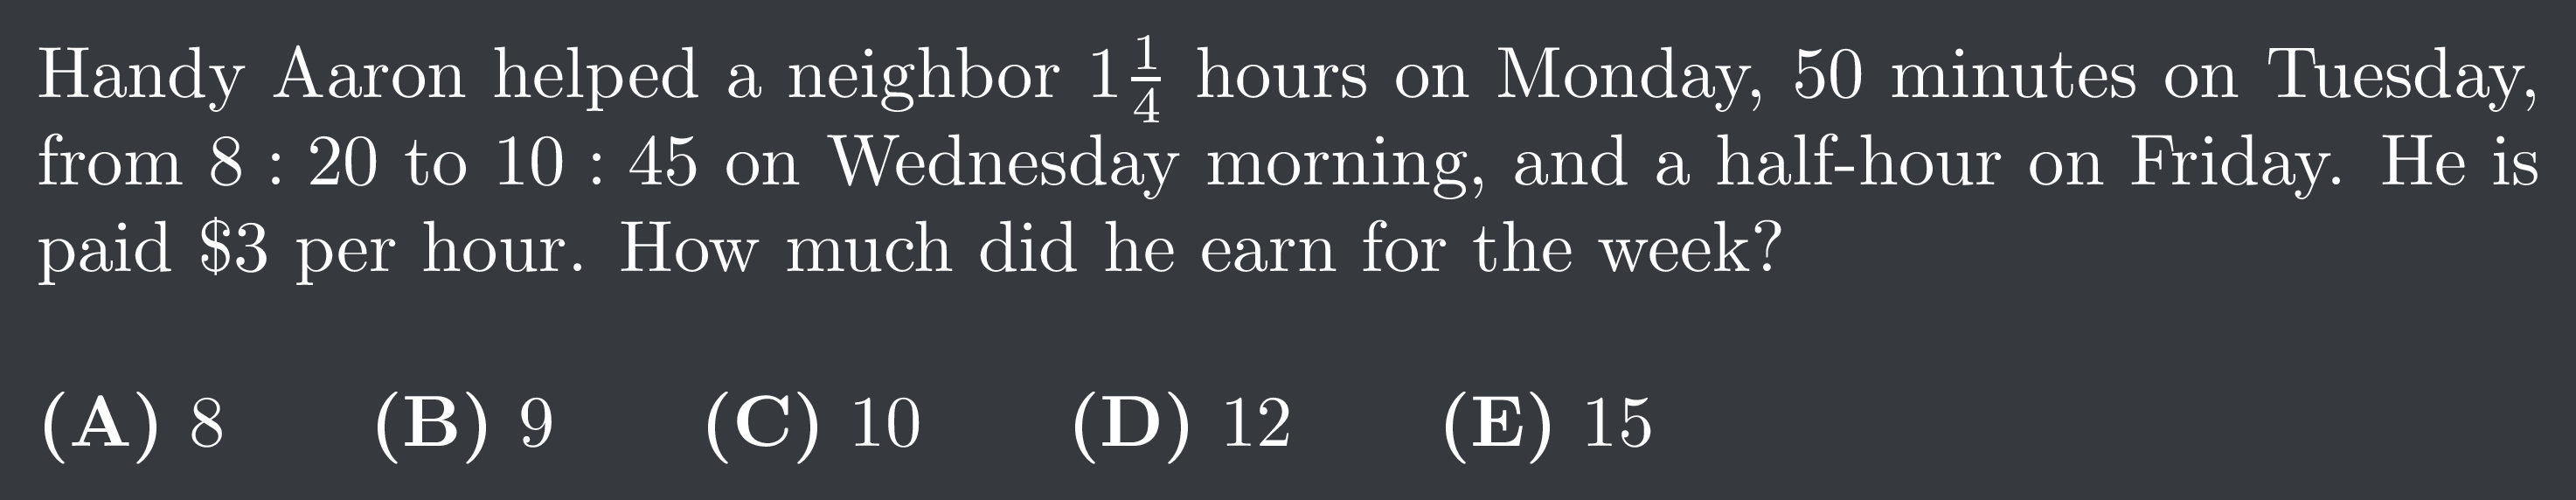 Handy Aaron helped a neighbor 1 1/4 hours on Monday, 50 minutes on Tuesday,
from 8 : 20 to 10 : 45 on Wednesday morning, and a half-hour on Friday. He is
paid $3 per hour. How much did he earn for the week?
(A) 8 (B) 9 (C) 10 (D) 12 (E) 15